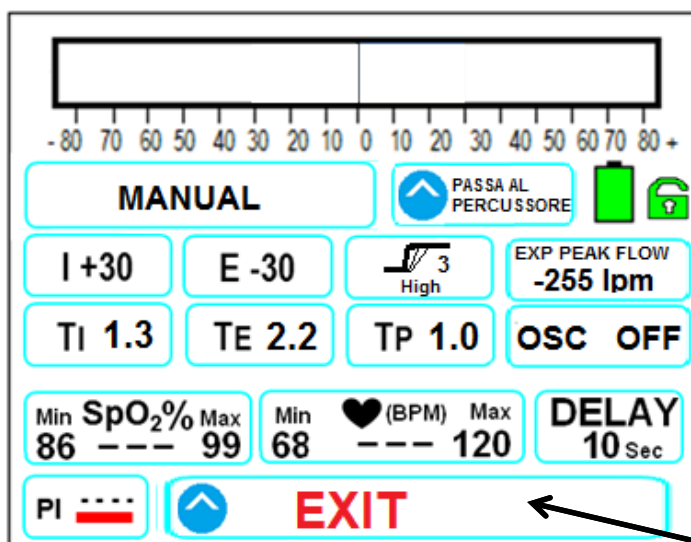 - 80 70 60 50 40 30 20 10 0 10 20 30 40 50 60 70 80 +
MANUAL
PASSA AL
PERCUSSORE
I +30
E -30
3
High
EXP PEAK FLOW
-255 lpm
TI 1.3
TE 2.2
TP 1.0
OSC OFF
Min SpO₂% Max
86 --- 99
Min (BPM) Max
68 --- 120
DELAY
10 Sec
PI ----
EXIT